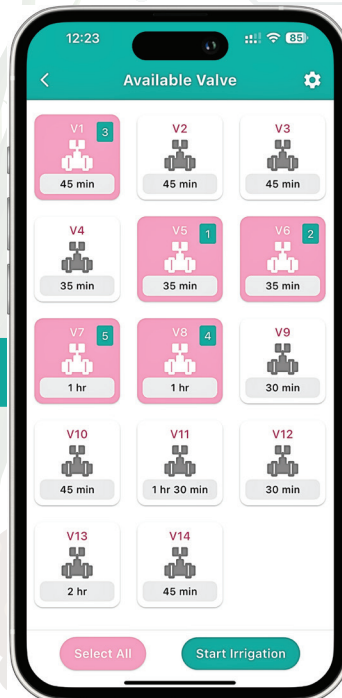 12:23
85
Available Valve
V1 3
45 min
V2
45 min
V3
45 min
V4
35 min
V5 1
35 min
V6 2
35 min
V7 5
1 hr
V8 4
1 hr
V9
30 min
V10
45 min
V11
1 hr 30 min
V12
30 min
V13
2 hr
V14
45 min
Select All
Start Irrigation